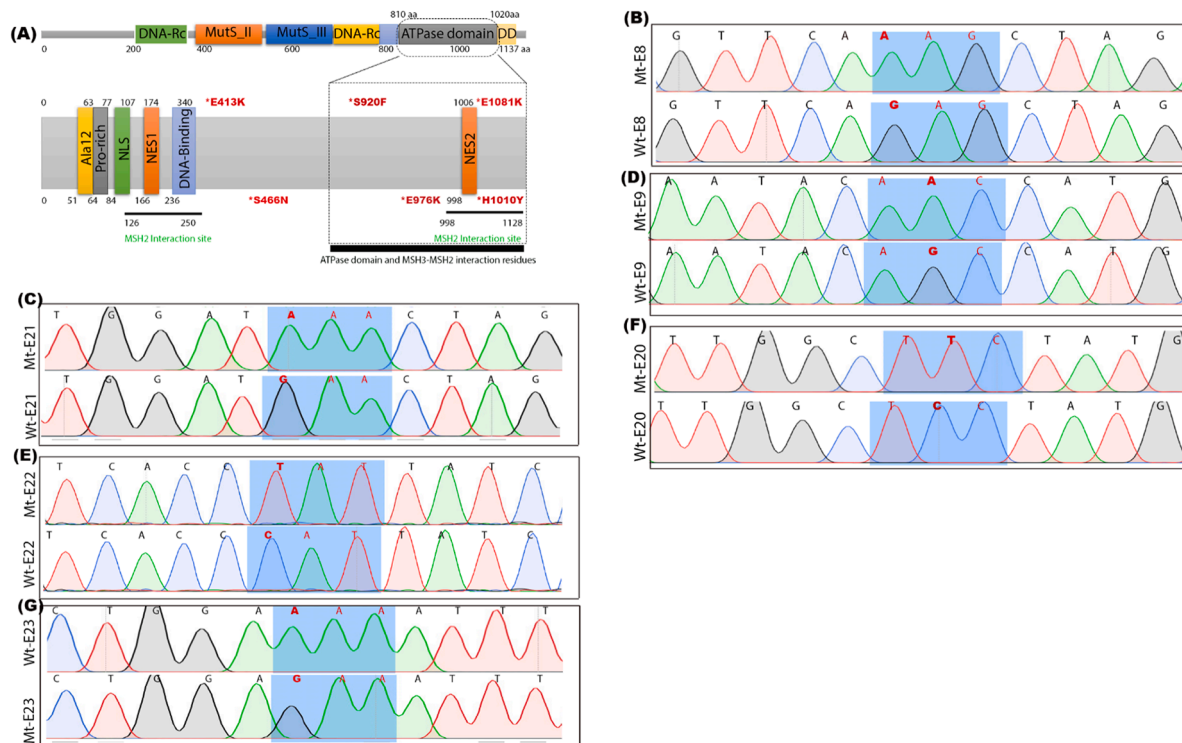 (A)
810 aa 1020aa
DNA-Rc MutS_II MutS_III DNA-Rc ATPase domain DD
0 200 400 600 800 1000 1137 aa
0 63 77 107 174 340 *E413K *S920F 1006 *E1081K
Ala12 Pro-rich NLS NES1 DNA-Binding NES2
0 51 64 84 166 236 *S466N *E976K 998 *H1010Y
126 250 998 1128
MSH2 Interaction site MSH2 Interaction site
ATPase domain and MSH3-MSH2 interaction residues
(B)
Mt-E8
G T T C A A A G C T A G
Wt-E8
G T T C A G A G C T A G
(D)
Mt-E9
A A T A C A A C C A T G
Wt-E9
A A T A C A G C C A T G
(C)
Mt-E21
T G G A T A A A C T A G
Wt-E21
T G G A T G A A C T A G
(F)
Mt-E20
T T G G C T T C T A T G
Wt-E20
T T G G C T C C T A T G
(E)
Mt-E22
T C A C C T A T T A T C
Wt-E22
T C A C C C A T T A T C
(G)
Wt-E23
C T G G A A A A A T T T
Mt-E23
C T G G A G A A A T T T